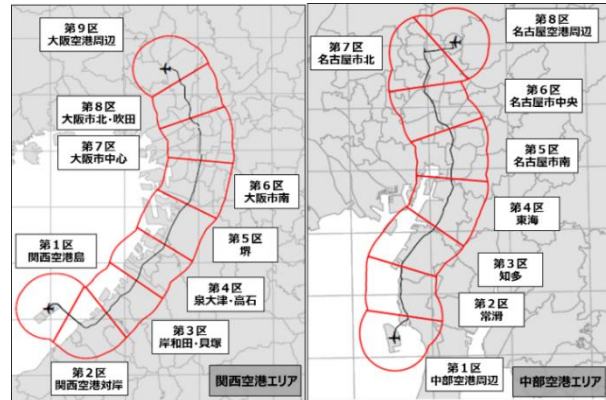 第9区
大阪空港周辺
第8区
大阪市北・吹田
第7区
大阪市中心
第6区
大阪市南
第5区
堺
第4区
泉大津・高石
第3区
岸和田・貝塚
第2区
関西空港対岸
第1区
関西空港島
関西空港エリア
第8区
名古屋空港周辺
第7区
名古屋市北
第6区
名古屋市中央
第5区
名古屋市南
第4区
東海
第3区
知多
第2区
常滑
第1区
中部空港周辺
中部空港エリア